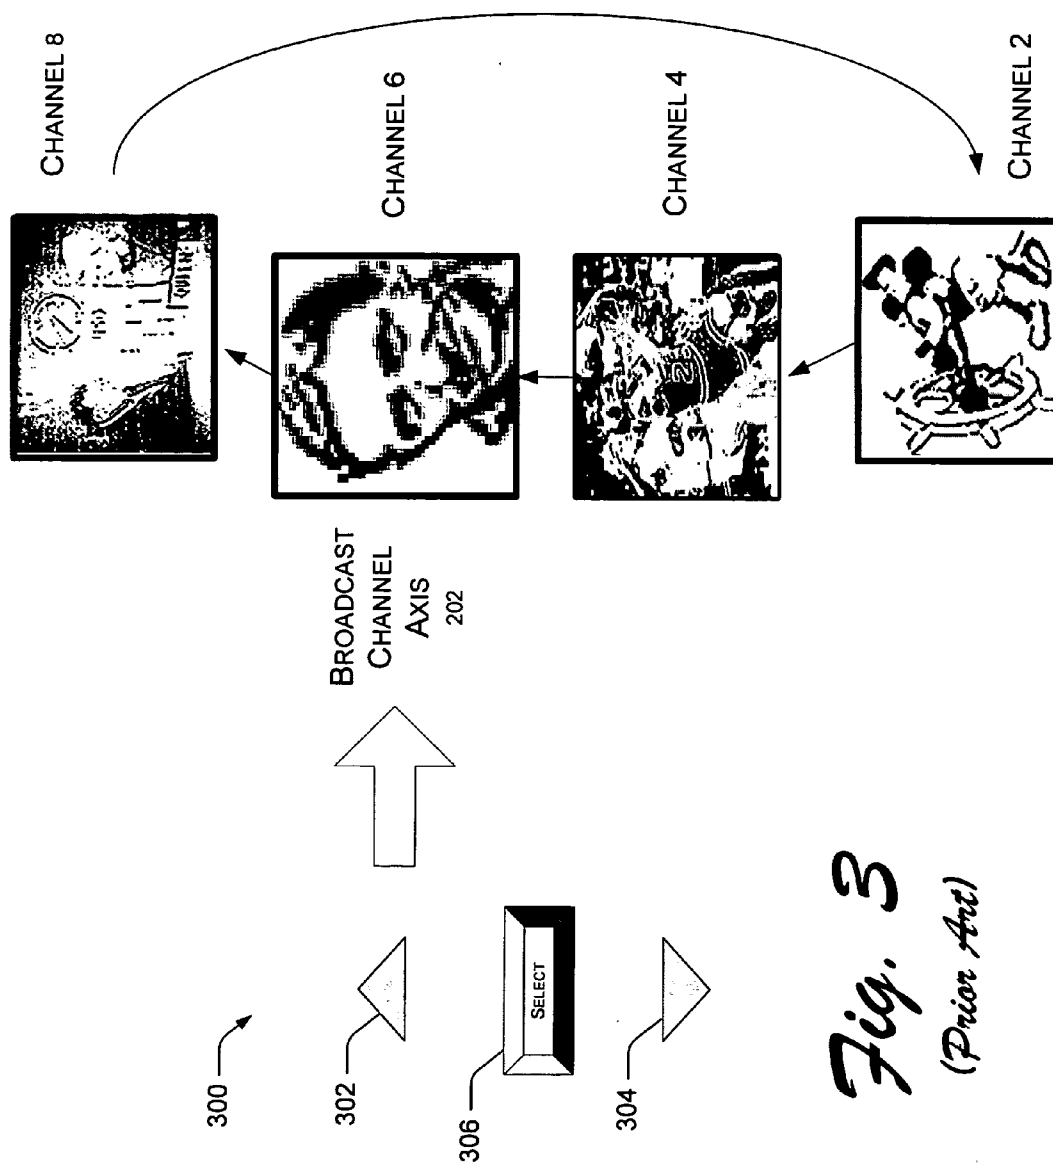 300
302
306
SELECT
304
BROADCAST
CHANNEL
AXIS
202
CHANNEL 8
CHANNEL 6
CHANNEL 4
CHANNEL 2
2
Fig. 3
(Prior Art)